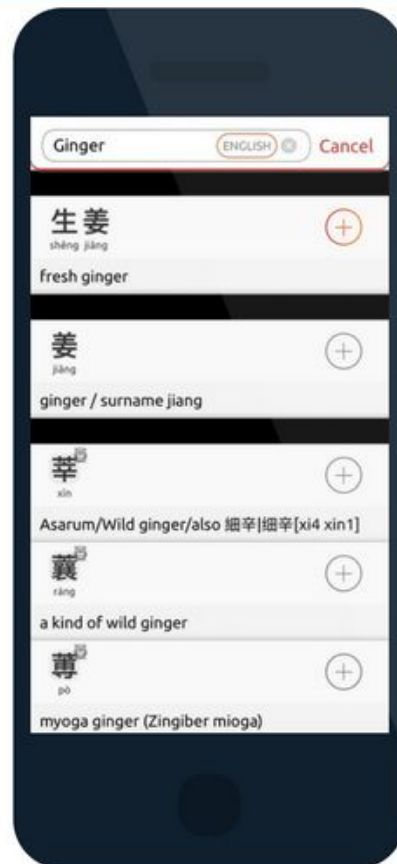 Ginger ENGLISH Cancel
生姜
shēng jiāng
fresh ginger
姜
jiāng
ginger / surname jiang
莘
xīn
Asarum/Wild ginger/also 細辛|细辛[xi4 xin1]
蘘
ráng
a kind of wild ginger
蒪
pò
myoga ginger (Zingiber mioga)